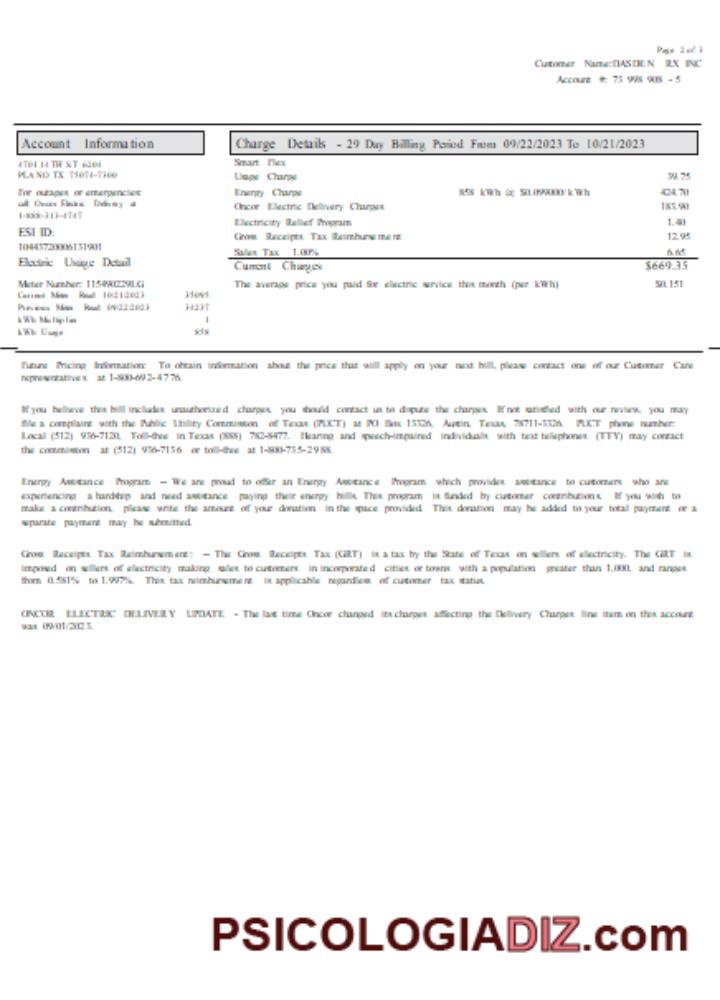 Page 2 of 3
Customer Name:DASDEN RX INC
Account #: 73 998 908 - 5
Account Information
4701 14TH ST 6204
PLANO TX 75074-7300
For outages or emergencies:
call Oncor Electric Delivery at
1-888-313-4747
ESI ID:
10443720006131901
Electric Usage Detail
Meter Number: 115490229LG
Current Meter Read 10/21/2023 35095
Previous Meter Read 09/22/2023 34237
kWh Multiplier 1
kWh Usage 858
Charge Details - 29 Day Billing Period From 09/22/2023 To 10/21/2023
Smart Flex
Usage Charge 39.75
Energy Charge 858 kWh @ $0.099000/kWh 424.70
Oncor Electric Delivery Charges 183.90
Electricity Relief Program 1.40
Gross Receipts Tax Reimbursement 12.95
Sales Tax 1.00% 6.65
Current Charges $669.35
The average price you paid for electric service this month (per kWh) $0.151
Future Pricing Information: To obtain information about the price that will apply on your next bill, please contact one of our Customer Care
representatives at 1-800-692-4776.
If you believe this bill includes unauthorized charges, you should contact us to dispute the charges. If not satisfied with our review, you may
file a complaint with the Public Utility Commission of Texas (PUCT) at PO Box 13326, Austin, Texas, 78711-3326. PUCT phone number:
Local (512) 936-7120, Toll-free in Texas (888) 782-8477. Hearing and speech-impaired individuals with text telephones (TTY) may contact
the commission at (512) 936-7136 or toll-free at 1-800-735-2988.
Energy Assistance Program – We are proud to offer an Energy Assistance Program which provides assistance to customers who are
experiencing a hardship and need assistance paying their energy bills. This program is funded by customer contributions. If you wish to
make a contribution, please write the amount of your donation in the space provided. This donation may be added to your total payment or a
separate payment may be submitted.
Gross Receipts Tax Reimbursement: – The Gross Receipts Tax (GRT) is a tax by the State of Texas on sellers of electricity. The GRT is
imposed on sellers of electricity making sales to customers in incorporated cities or towns with a population greater than 1,000, and ranges
from 0.581% to 1.997%. This tax reimbursement is applicable regardless of customer tax status.
ONCOR ELECTRIC DELIVERY UPDATE - The last time Oncor changed its charges affecting the Delivery Charges line item on this account
was 09/01/2023.
PSICOLOGIADIZ.com